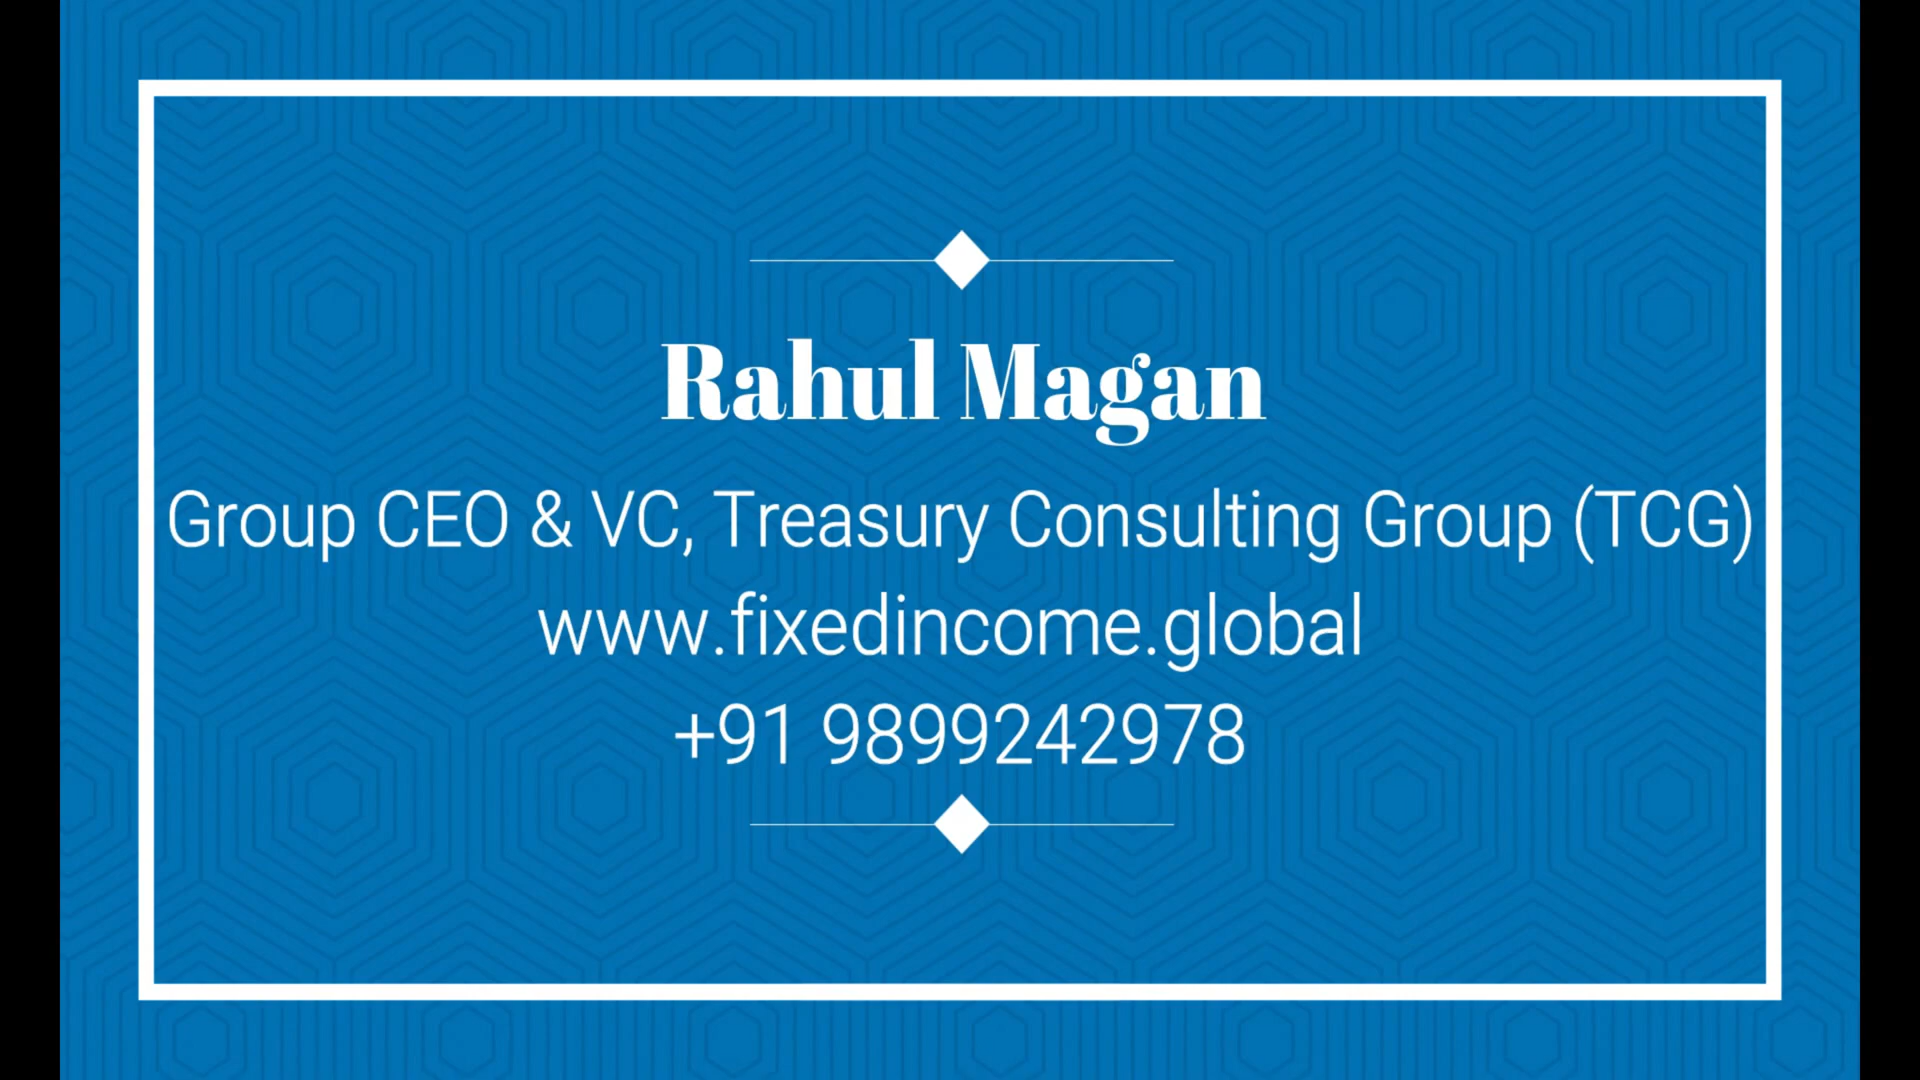 Rahul Magan
Group CEO & VC, Treasury Consulting Group (TCG)
www.fixedincome.global
+91 9899242978